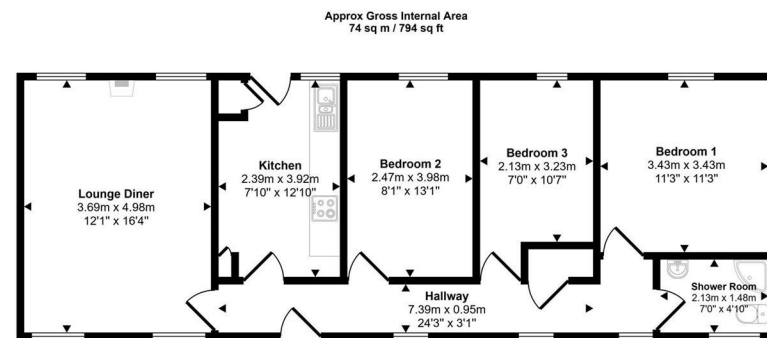 Approx Gross Internal Area
74 sq m / 794 sq ft
Lounge Diner
3.69m x 4.98m
12'1" x 16'4"
Kitchen
2.39m x 3.92m
7'10" x 12'10"
Bedroom 2
2.47m x 3.98m
8'1" x 13'1"
Bedroom 3
2.13m x 3.23m
7'0" x 10'7"
Bedroom 1
3.43m x 3.43m
11'3" x 11'3"
Hallway
7.39m x 0.95m
24'3" x 3'1"
Shower Room
2.13m x 1.48m
7'0" x 4'10"